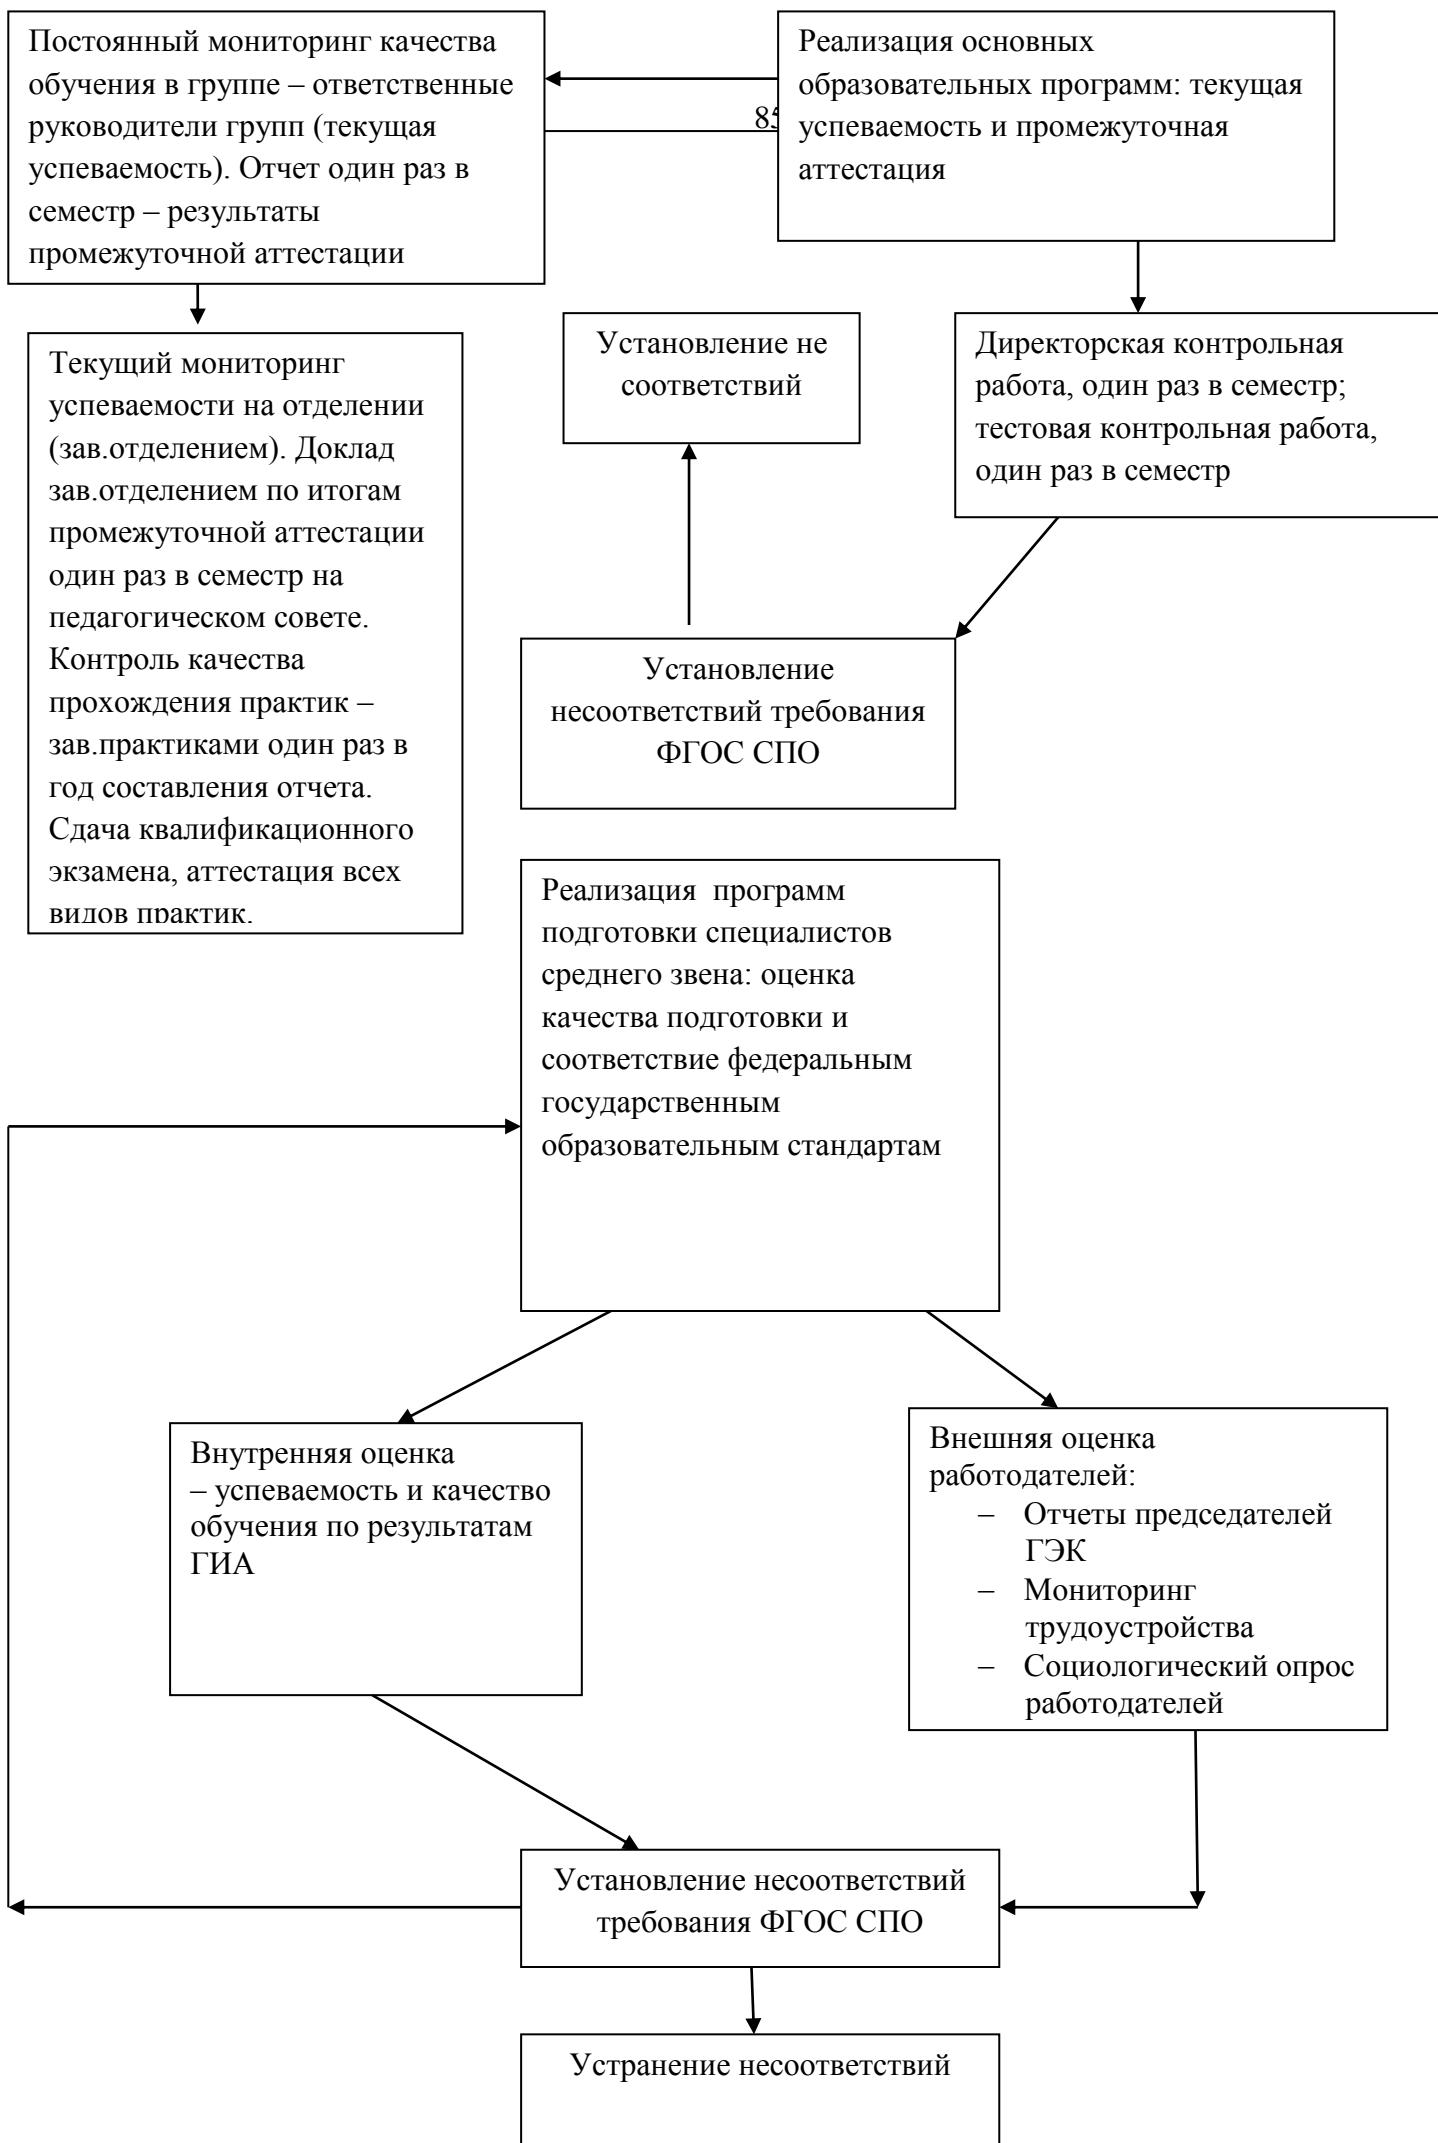 Постоянный мониторинг качества
обучения в группе – ответственные
руководители групп (текущая
успеваемость). Отчет один раз в
семестр – результаты
промежуточной аттестации
Реализация основных
образовательных программ: текущая
успеваемость и промежуточная
аттестация
Текущий мониторинг
успеваемости на отделении
(зав.отделением). Доклад
зав.отделением по итогам
промежуточной аттестации
один раз в семестр на
педагогическом совете.
Контроль качества
прохождения практик –
зав.практиками один раз в
год составления отчета.
Сдача квалификационного
экзамена, аттестация всех
видов практик.
Установление не
соответствий
Директорская контрольная
работа, один раз в семестр;
тестовая контрольная работа,
один раз в семестр
Установление
несоответствий требования
ФГОС СПО
Реализация  программ
подготовки специалистов
среднего звена: оценка
качества подготовки и
соответствие федеральным
государственным
образовательным стандартам
Внутренняя оценка
– успеваемость и качество
обучения по результатам
ГИА
Внешняя оценка
работодателей:
– Отчеты председателей
ГЭК
– Мониторинг
трудоустройства
– Социологический опрос
работодателей
Установление несоответствий
требования ФГОС СПО
Устранение несоответствий